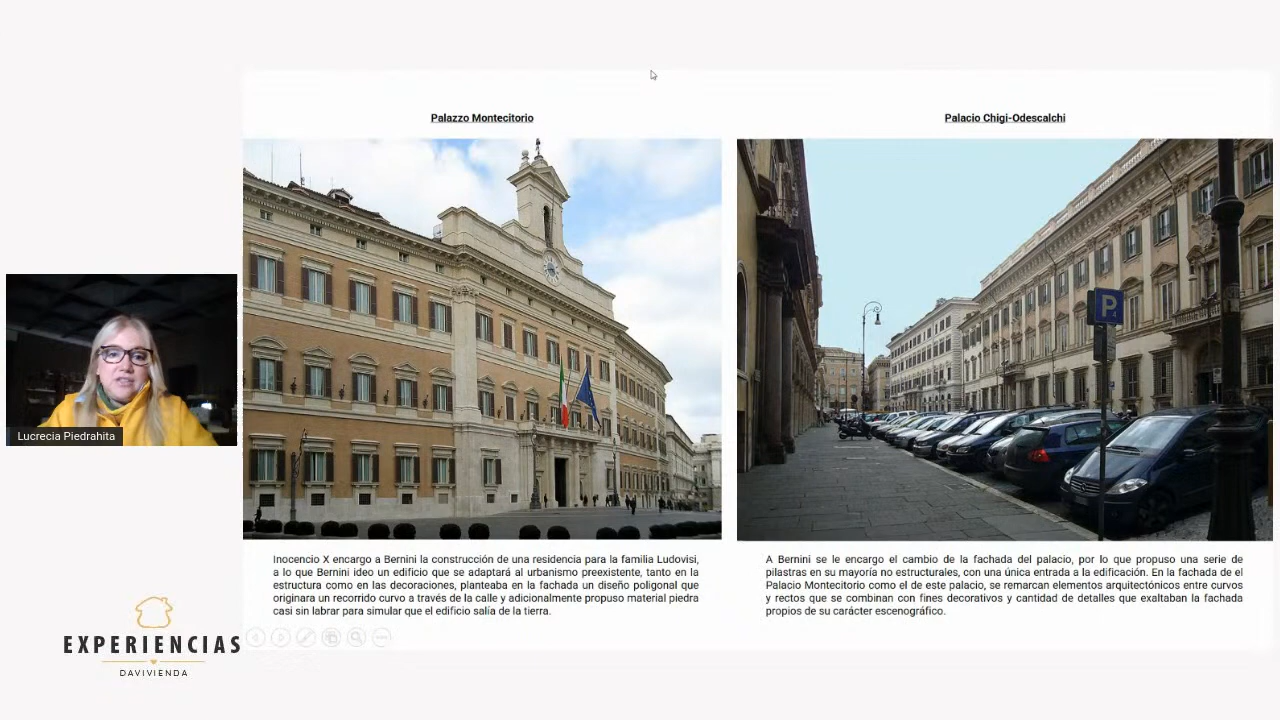 Palazzo Montecitorio
Palacio Chigi-Odescalchi
P
Lucrecia Piedrahita
Inocencio X encargo a Bernini la construcción de una residencia para la familia Ludovisi,
a lo que Bernini ideo un edificio que se adaptará al urbanismo preexistente, tanto en la
estructura como en las decoraciones, planteaba en la fachada un diseño poligonal que
originara un recorrido curvo a través de la calle y adicionalmente propuso material piedra
casi sin labrar para simular que el edificio salía de la tierra.
A Bernini se le encargo el cambio de la fachada del palacio, por lo que propuso una serie de
pilastras en su mayoría no estructurales, con una única entrada a la edificación. En la fachada de el
Palacio Montecitorio como el de este palacio, se remarcan elementos arquitectónicos entre curvos
y rectos que se combinan con fines decorativos y cantidad de detalles que exaltaban la fachada
propios de su carácter escenográfico.
EXPERIENCIAS
DAVIVIENDA